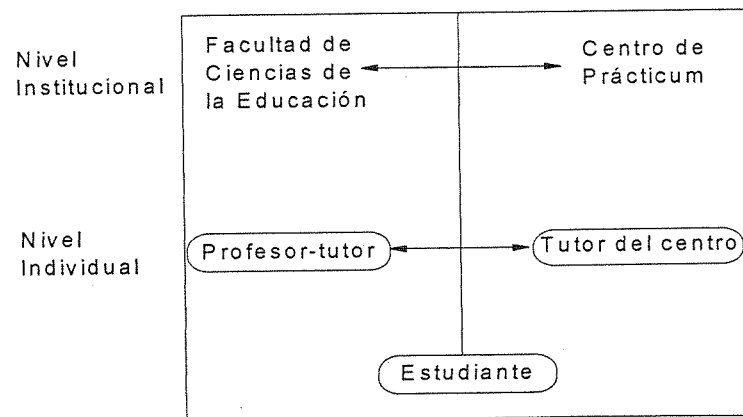 Nivel
Institucional
Facultad de
Ciencias de
la Educación
Centro de
Prácticum
Nivel
Individual
Profesor-tutor
Tutor del centro
Estudiante